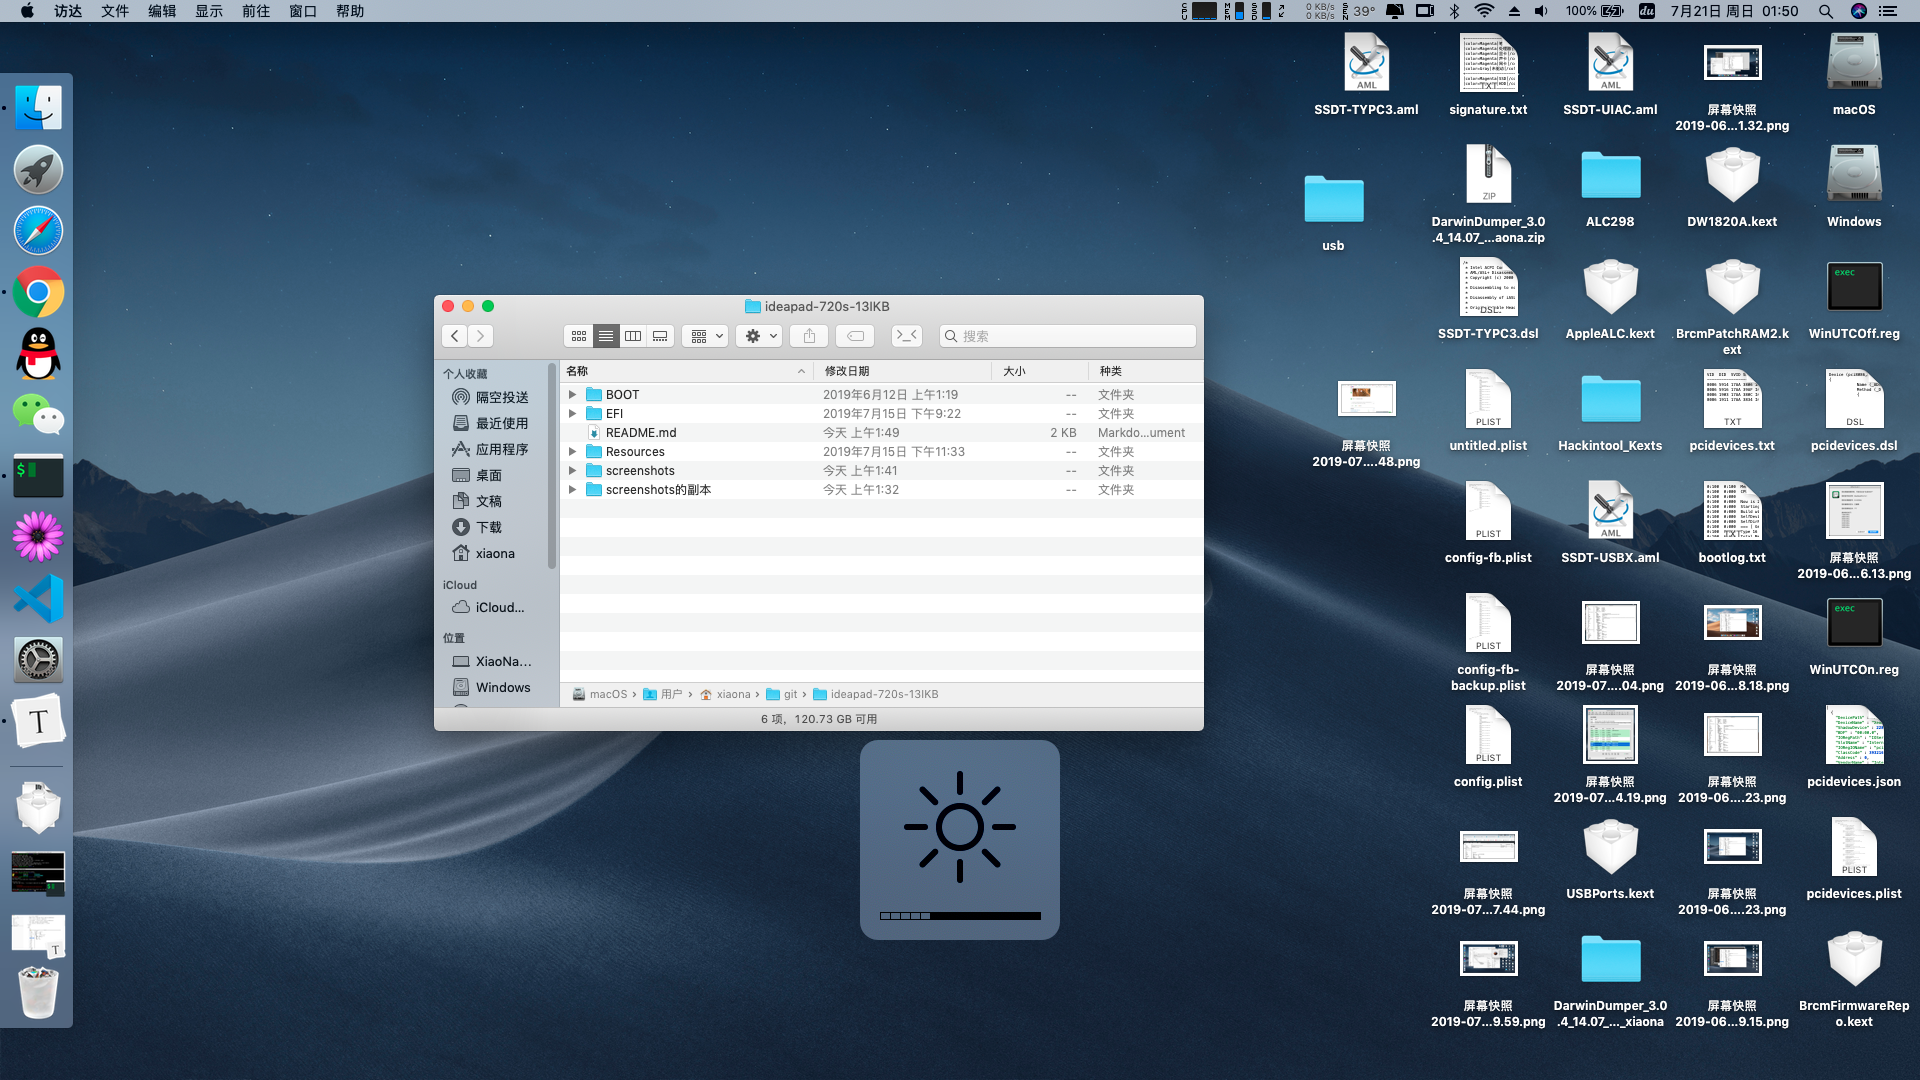 访达 文件 编辑 显示 前往 窗口 帮助
CPU MEM SSD 0 KB/s 0 KB/s SEN 39° 100% du 7月21日 周日 01:50
SSDT-TYPC3.aml
signature.txt
SSDT-UIAC.aml
屏幕快照
2019-06...1.32.png
macOS
usb
DarwinDumper_3.0
.4_14.07_...aona.zip
ALC298
DW1820A.kext
Windows
SSDT-TYPC3.dsl
AppleALC.kext
BrcmPatchRAM2.k
ext
WinUTCOff.reg
屏幕快照
2019-07....48.png
untitled.plist
Hackintool_Kexts
pcidevices.txt
pcidevices.dsl
config-fb.plist
SSDT-USBX.aml
bootlog.txt
屏幕快照
2019-06...6.13.png
config-fb-
backup.plist
屏幕快照
2019-07....04.png
屏幕快照
2019-06...8.18.png
WinUTCOn.reg
config.plist
屏幕快照
2019-07...4.19.png
屏幕快照
2019-06....23.png
pcidevices.json
屏幕快照
2019-07...7.44.png
USBPorts.kext
屏幕快照
2019-06....23.png
pcidevices.plist
屏幕快照
2019-07...9.59.png
DarwinDumper_3.0
.4_14.07_..._xiaona
屏幕快照
2019-06...9.15.png
BrcmFirmwareRep
o.kext
ideapad-720s-13IKB
搜索
个人收藏
隔空投送
最近使用
应用程序
桌面
文稿
下载
xiaona
iCloud
iCloud...
位置
XiaoNa...
Windows
名称 修改日期 大小 种类
BOOT 2019年6月12日 上午1:19 -- 文件夹
EFI 2019年7月15日 下午9:22 -- 文件夹
README.md 今天 上午1:49 2 KB Markdo...ument
Resources 2019年7月15日 下午11:33 -- 文件夹
screenshots 今天 上午1:41 -- 文件夹
screenshots的副本 今天 上午1:32 -- 文件夹
macOS › 用户 › xiaona › git › ideapad-720s-13IKB
6 项，120.73 GB 可用